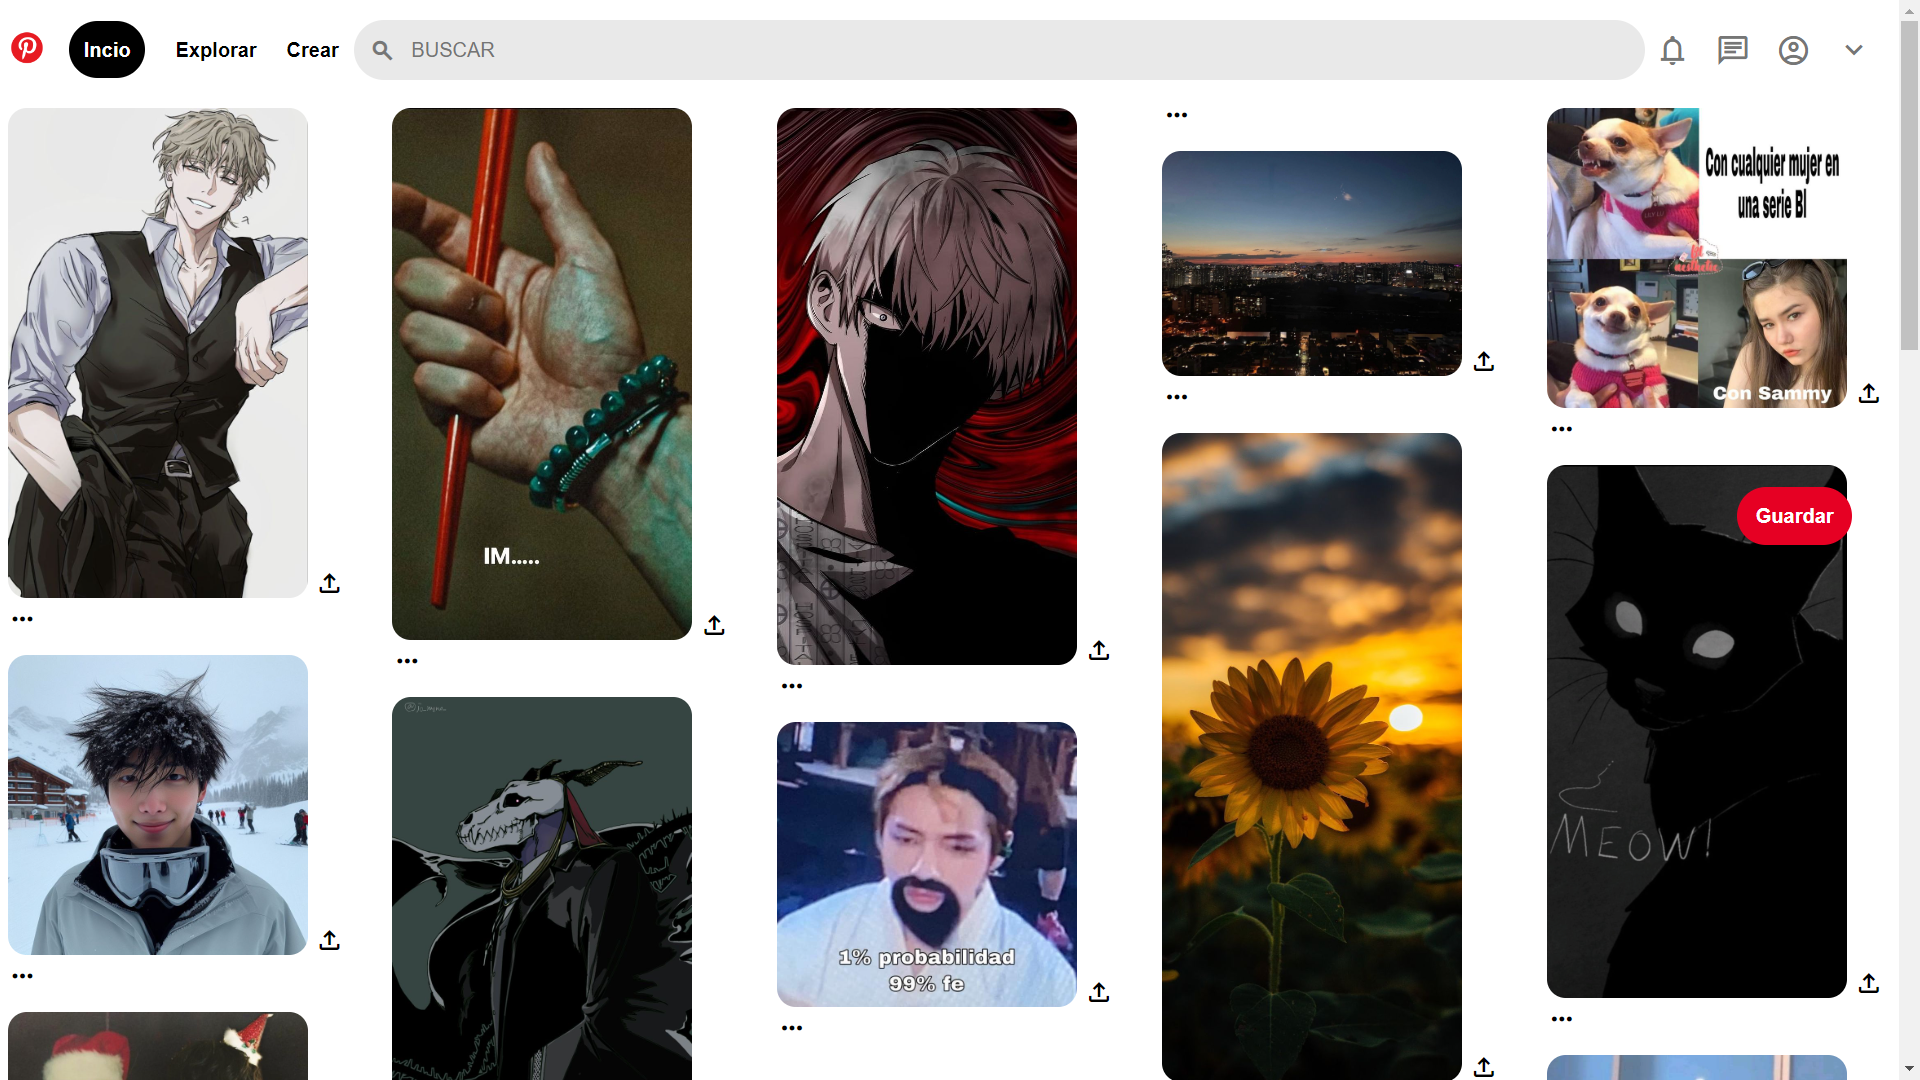 Incio
Explorar
Crear
BUSCAR
Con cualquier mujer en
una serie Bl
aesthetic
Con Sammy
IM.....
Guardar
MEOW!
1% probabilidad
99% fe